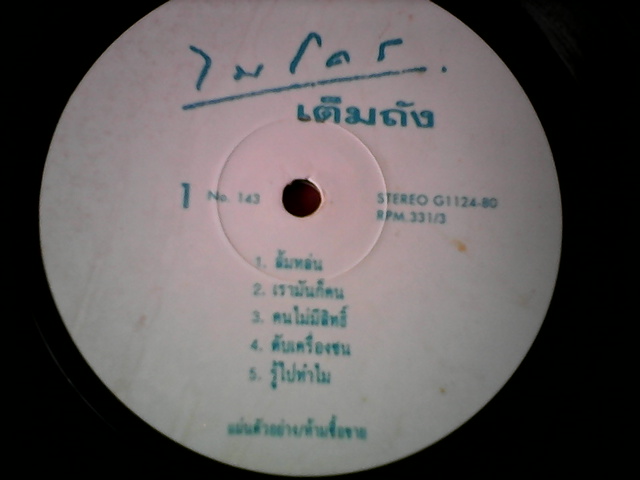 ไมโคร
เต็มถัง
1 No. 143
STEREO G1124-80
RPM.331/3
1. ส้มหล่น
2. เรามันก็คน
3. คนไม่มีสิทธิ์
4. ดับเครื่องชน
5. รู้ไปทำไม
แผ่นตัวอย่าง/ห้ามซื้อขาย